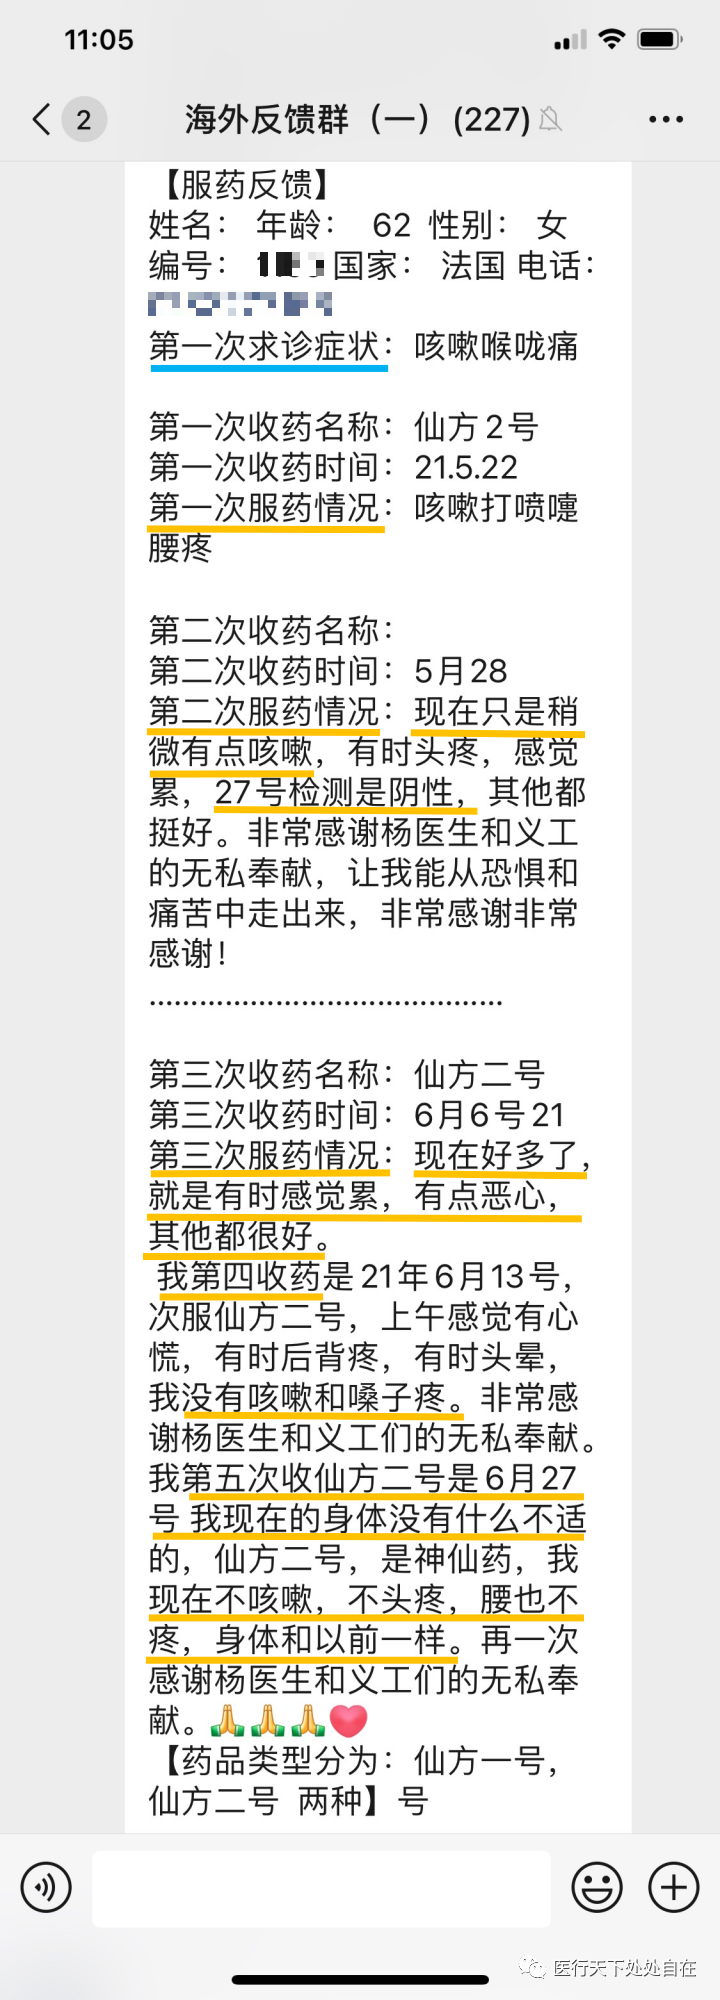 11:05
2
海外反馈群（一）(227)
【服药反馈】
姓名： 年龄： 62 性别： 女
编号： 国家： 法国 电话：
第一次求诊症状：咳嗽喉咙痛
第一次收药名称：仙方2号
第一次收药时间：21.5.22
第一次服药情况：咳嗽打喷嚏
腰疼
第二次收药名称：
第二次收药时间：5月28
第二次服药情况：现在只是稍
微有点咳嗽，有时头疼，感觉
累，27号检测是阴性，其他都
挺好。非常感谢杨医生和义工
的无私奉献，让我能从恐惧和
痛苦中走出来，非常感谢非常
感谢！
..........................................
第三次收药名称：仙方二号
第三次收药时间：6月6号21
第三次服药情况：现在好多了，
就是有时感觉累，有点恶心，
其他都很好。
我第四收药是21年6月13号，
次服仙方二号，上午感觉有心
慌，有时后背疼，有时头晕，
我没有咳嗽和嗓子疼。非常感
谢杨医生和义工们的无私奉献。
我第五次收仙方二号是6月27
号 我现在的身体没有什么不适
的，仙方二号，是神仙药，我
现在不咳嗽，不头疼，腰也不
疼，身体和以前一样。再一次
感谢杨医生和义工们的无私奉
献。🙏🙏🙏❤️
【药品类型分为：仙方一号，
仙方二号 两种】号
医行天下处处自在